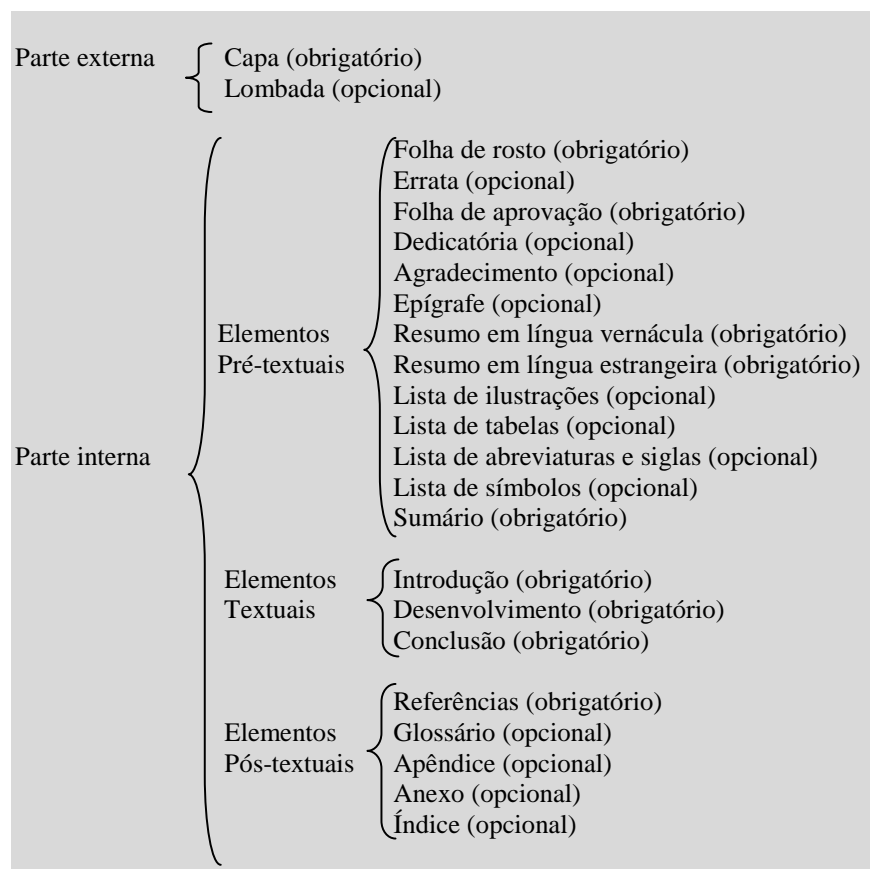 Parte externa Capa (obrigatório)
Lombada (opcional)
Folha de rosto (obrigatório)
Errata (opcional)
Folha de aprovação (obrigatório)
Dedicatória (opcional)
Agradecimento (opcional)
Epígrafe (opcional)
Elementos Resumo em língua vernácula (obrigatório)
Pré-textuais Resumo em língua estrangeira (obrigatório)
Lista de ilustrações (opcional)
Lista de tabelas (opcional)
Parte interna Lista de abreviaturas e siglas (opcional)
Lista de símbolos (opcional)
Sumário (obrigatório)
Elementos Introdução (obrigatório)
Textuais Desenvolvimento (obrigatório)
Conclusão (obrigatório)
Referências (obrigatório)
Elementos Glossário (opcional)
Pós-textuais Apêndice (opcional)
Anexo (opcional)
Índice (opcional)